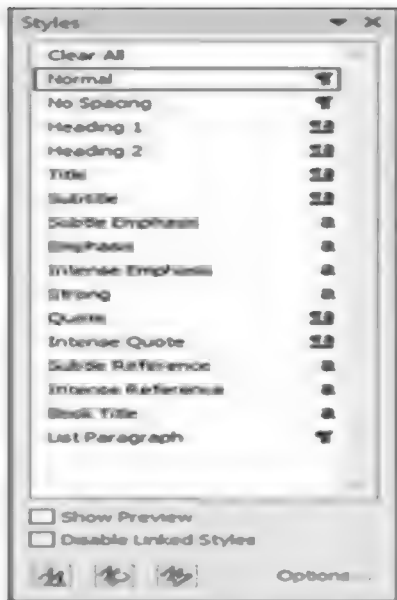 Styles
Clear All
Normal ¶
No Spacing ¶
Heading 1 ¶a
Heading 2 ¶a
Title ¶a
Subtitle ¶a
Subtle Emphasis a
Emphasis a
Intense Emphasis a
Strong a
Quote ¶a
Intense Quote ¶a
Subtle Reference a
Intense Reference a
Book Title a
List Paragraph ¶
Show Preview
Disable Linked Styles
Options...